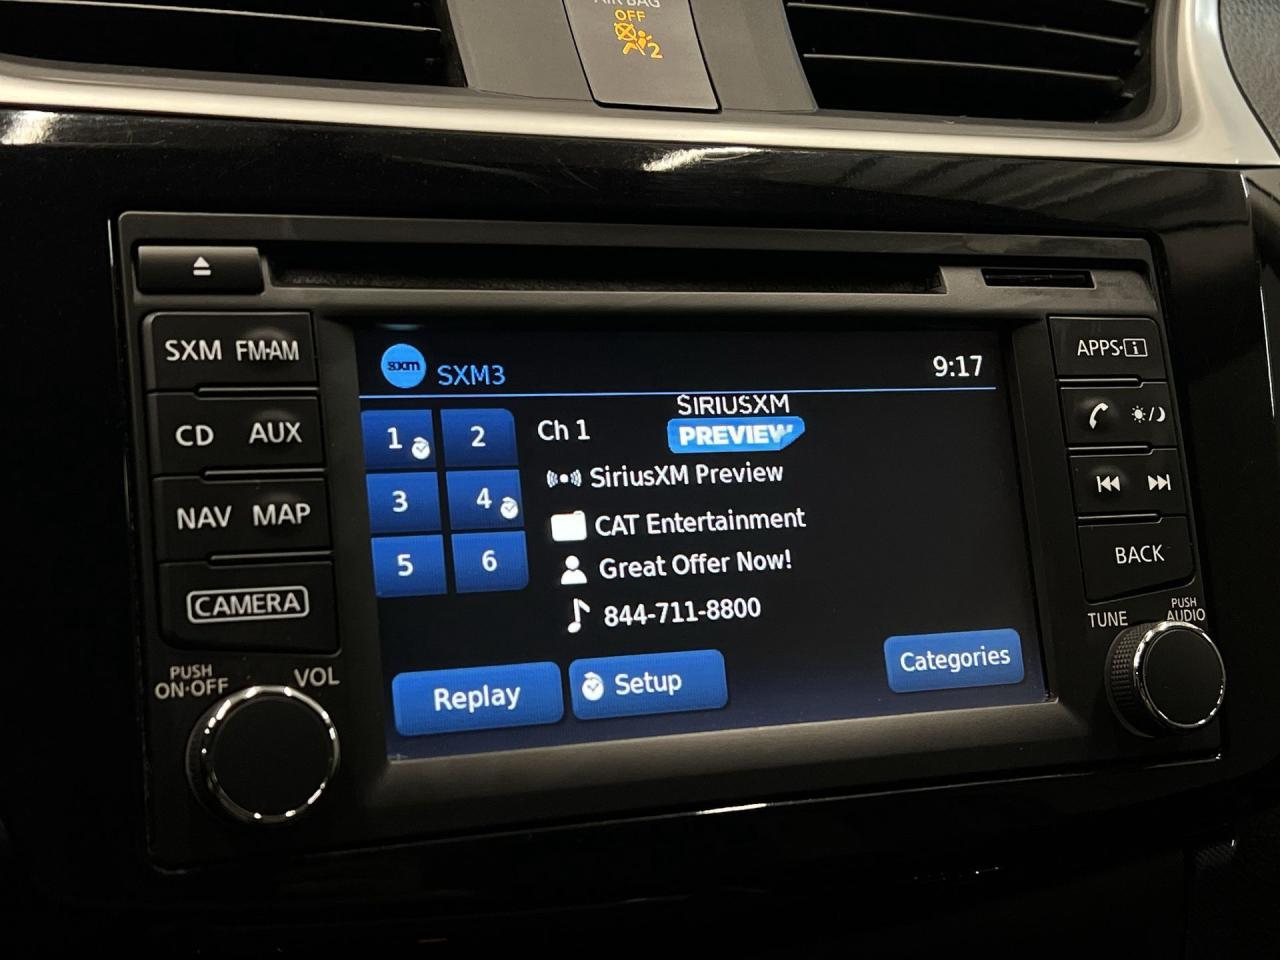 AIR BAG
OFF
2
SXM FM·AM
CD AUX
NAV MAP
CAMERA
PUSH
ON·OFF
VOL
sxm
SXM3
9:17
1
2
3
4
5
6
Ch 1
SIRIUSXM
PREVIEW
SiriusXM Preview
CAT Entertainment
Great Offer Now!
844-711-8800
Replay
Setup
Categories
APPS·i
BACK
TUNE
PUSH
AUDIO